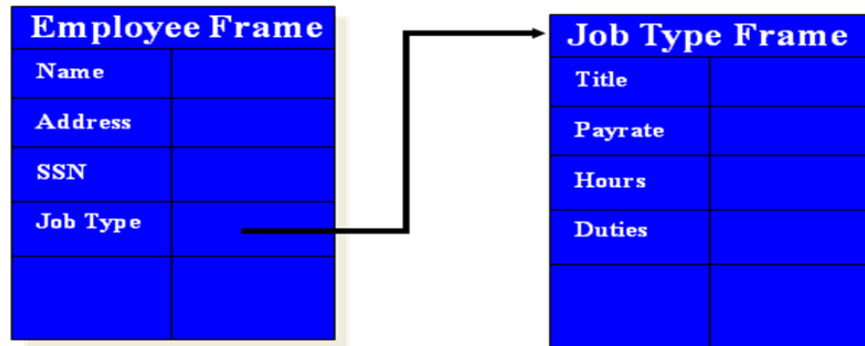 Employee Frame
Name
Address
SSN
Job Type
Job Type Frame
Title
Payrate
Hours
Duties